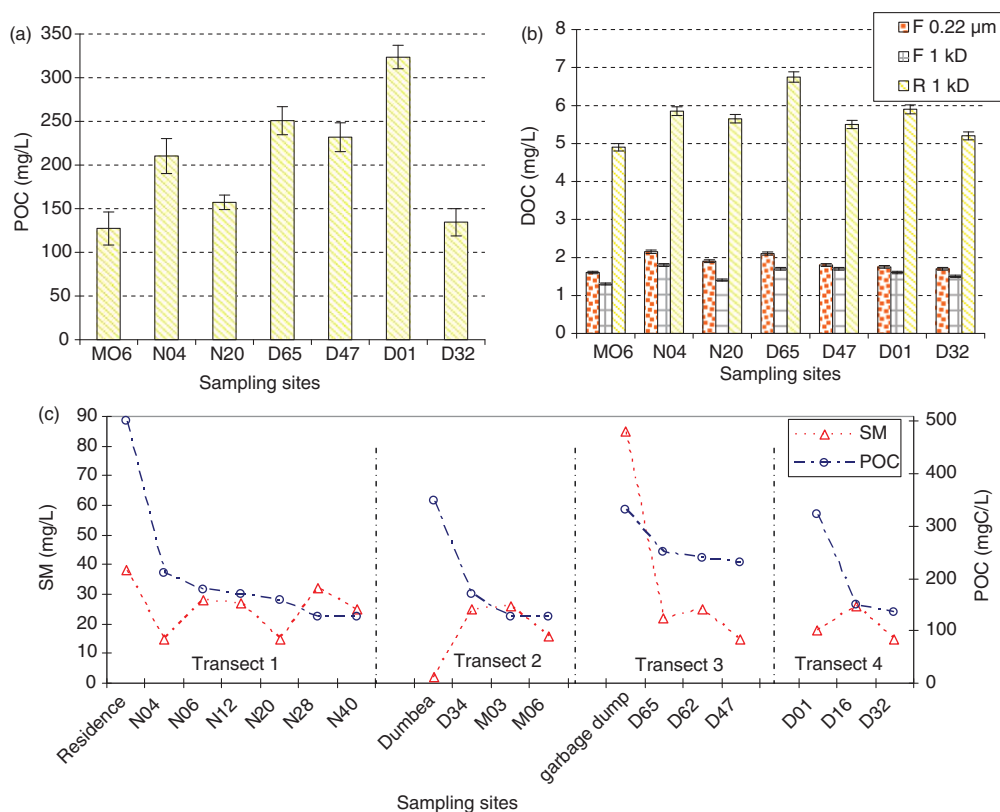 (a)
350
300
250
200
150
100
50
0
POC (mg/L)
MO6 N04 N20 D65 D47 D01 D32
Sampling sites
(b)
8
7
6
5
4
3
2
1
0
DOC (mg/L)
F 0.22 μm
F 1 kD
R 1 kD
MO6 N04 N20 D65 D47 D01 D32
Sampling sites
(c)
90
80
70
60
50
40
30
20
10
0
SM (mg/L)
SM
POC
500
400
300
200
100
0
POC (mgC/L)
Transect 1 Transect 2 Transect 3 Transect 4
Residence N04 N06 N12 N20 N28 N40 Dumbea D34 M03 M06 garbage dump D65 D62 D47 D01 D16 D32
Sampling sites